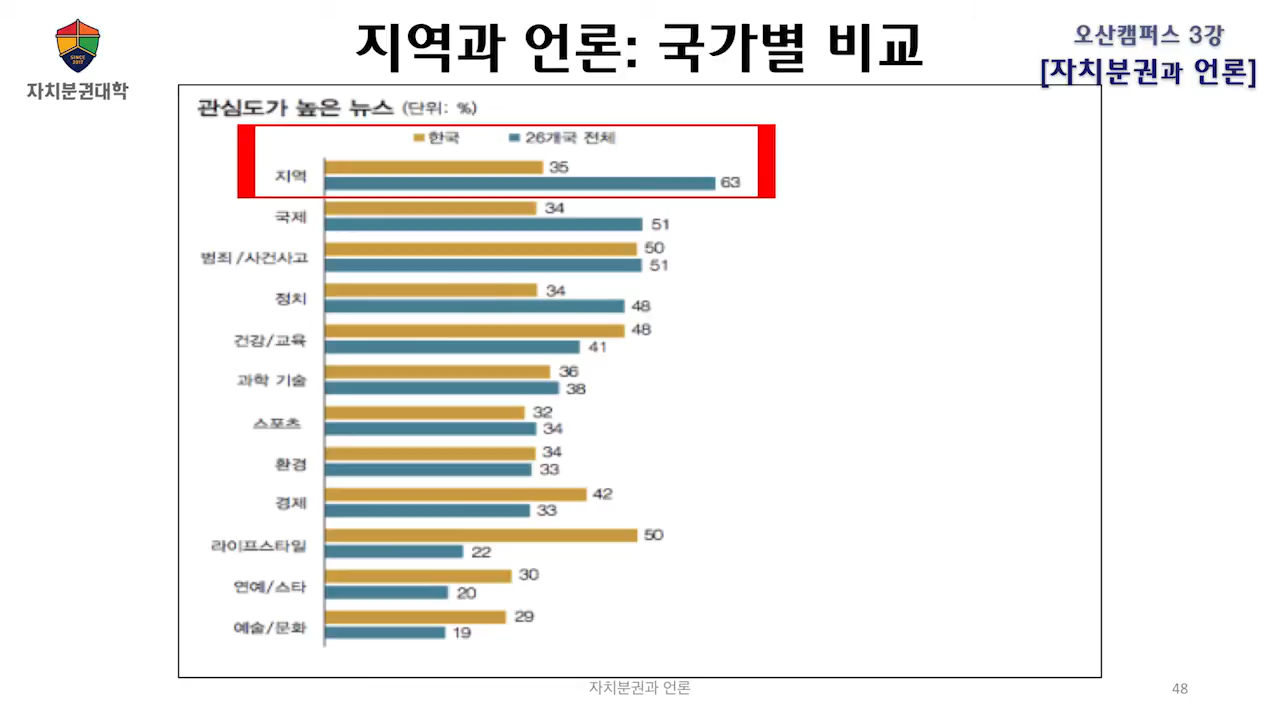 지역과 언론: 국가별 비교
오산캠퍼스 3강
[자치분권과 언론]
SINCE
2017
자치분권대학
관심도가 높은 뉴스 (단위: %)
한국 26개국 전체
지역 35
63
국제 34
51
범죄/사건사고 50
51
정치 34
48
건강/교육 48
41
과학 기술 36
38
스포츠 32
34
환경 34
33
경제 42
33
라이프스타일 50
22
연예/스타 30
20
예술/문화 29
19
자치분권과 언론
48